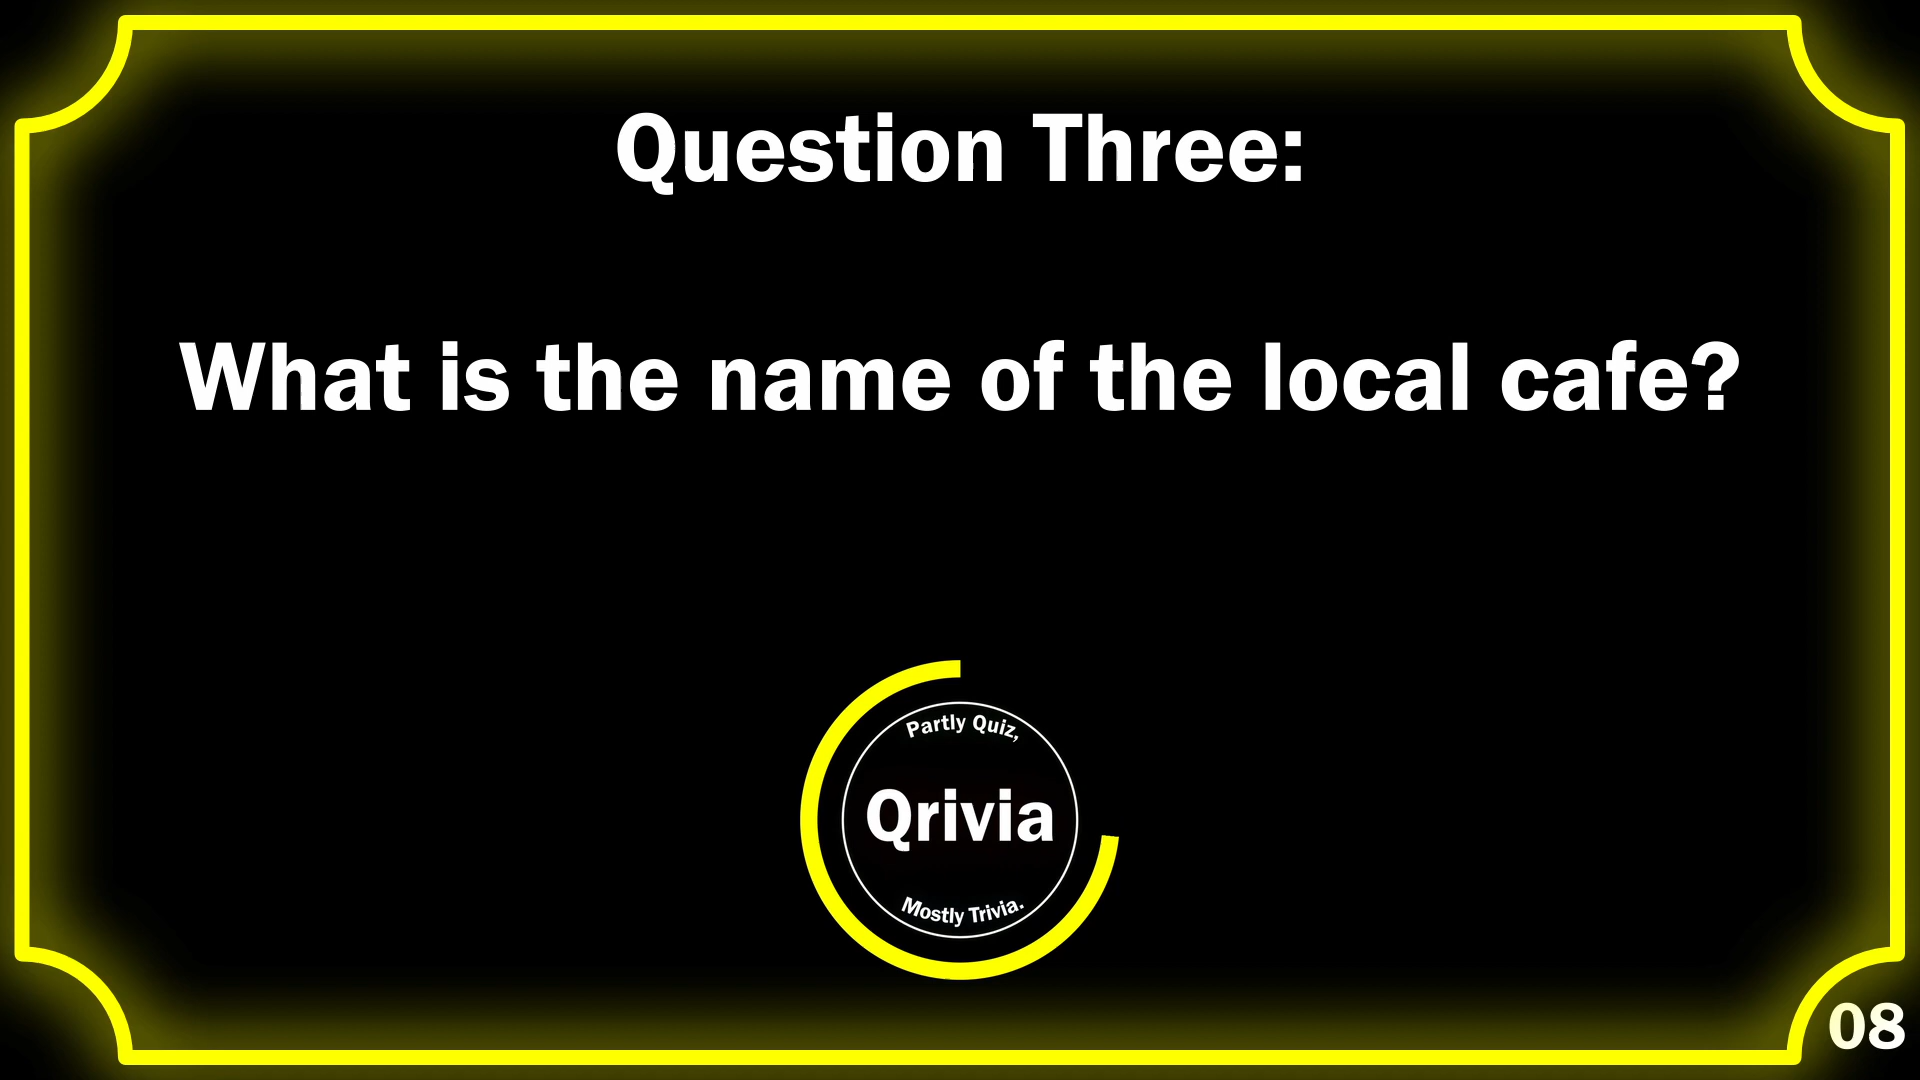 Question Three:
What is the name of the local cafe?
Partly Quiz,
Qrivia
Mostly Trivia.
08